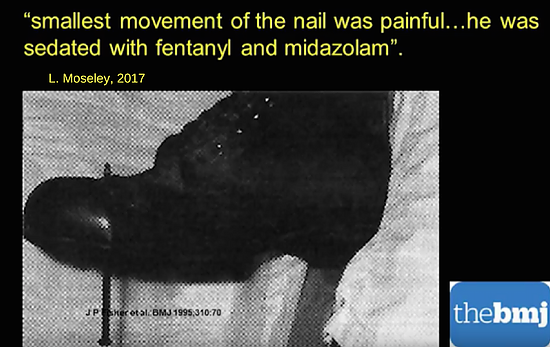 “smallest movement of the nail was painful…he was
sedated with fentanyl and midazolam”.
L. Moseley, 2017
J P Fisher et al. BMJ 1995;310:70
thebmj